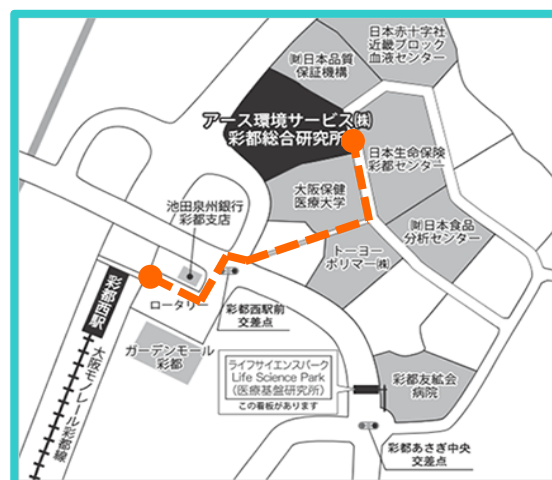 日本赤十字社
近畿ブロック
血液センター
㈶日本品質
保証機構
アース環境サービス㈱
彩都総合研究所
日本生命保険
彩都センター
大阪保健
医療大学
池田泉州銀行
彩都支店
㈶日本食品
分析センター
トーヨー
ポリマー㈱
彩都西駅
ロータリー
彩都西駅前
交差点
ガーデンモール
彩都
大阪モノレール彩都線
ライフサイエンスパーク
Life Science Park
(医療基盤研究所)
この看板があります
彩都友紘会
病院
彩都あさぎ中央
交差点